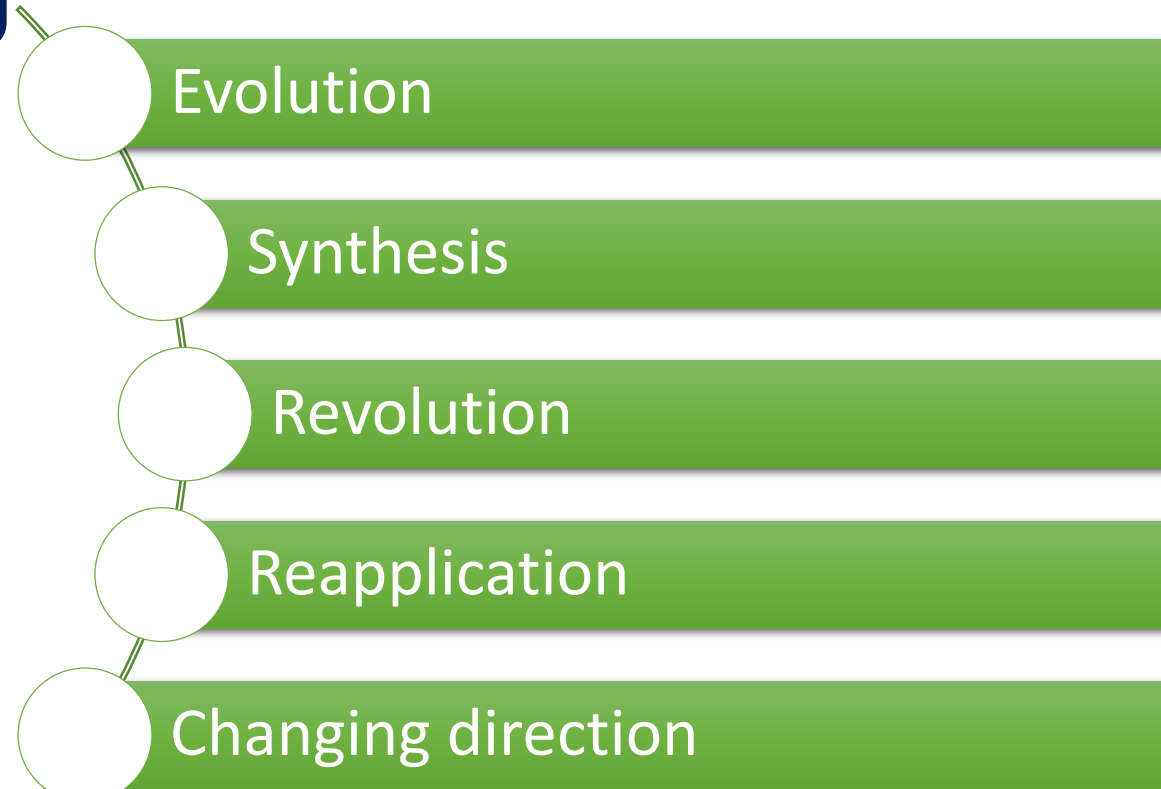 Evolution
Synthesis
Revolution
Reapplication
Changing direction